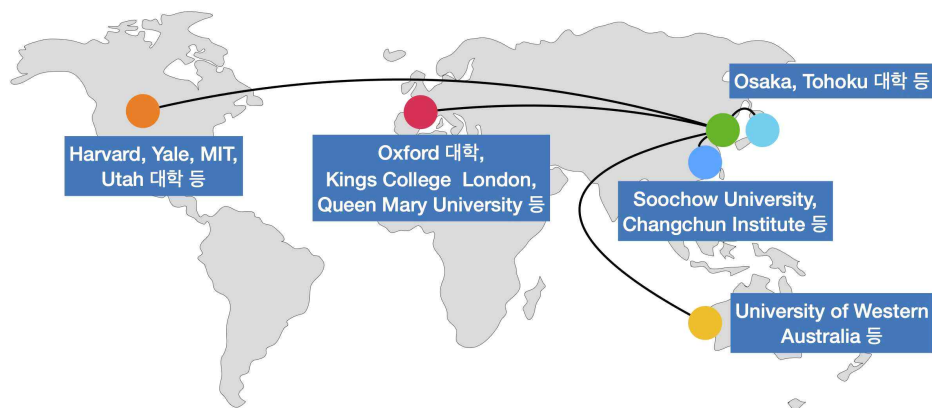 Osaka, Tohoku 대학 등
Harvard, Yale, MIT,
Utah 대학 등
Oxford 대학,
Kings College London,
Queen Mary University 등
Soochow University,
Changchun Institute 등
University of Western
Australia 등